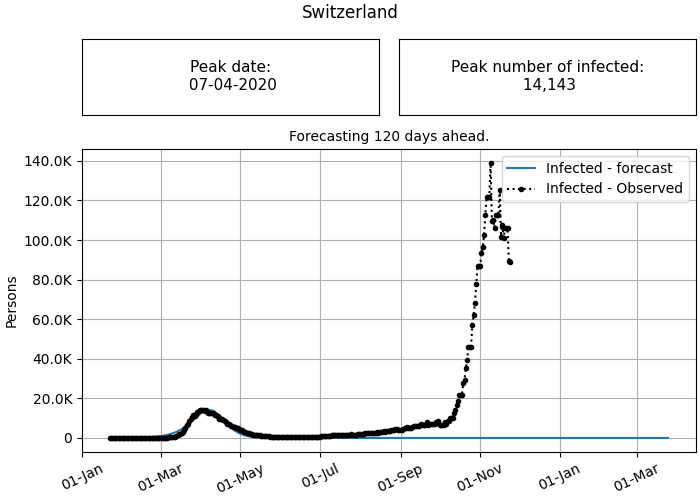 Switzerland
Peak date:
07-04-2020
Peak number of infected:
14,143
Forecasting 120 days ahead.
Infected - forecast
Infected - Observed
140.0K
120.0K
100.0K
80.0K
60.0K
40.0K
20.0K
0
Persons
01-Jan
01-Mar
01-May
01-Jul
01-Sep
01-Nov
01-Jan
01-Mar